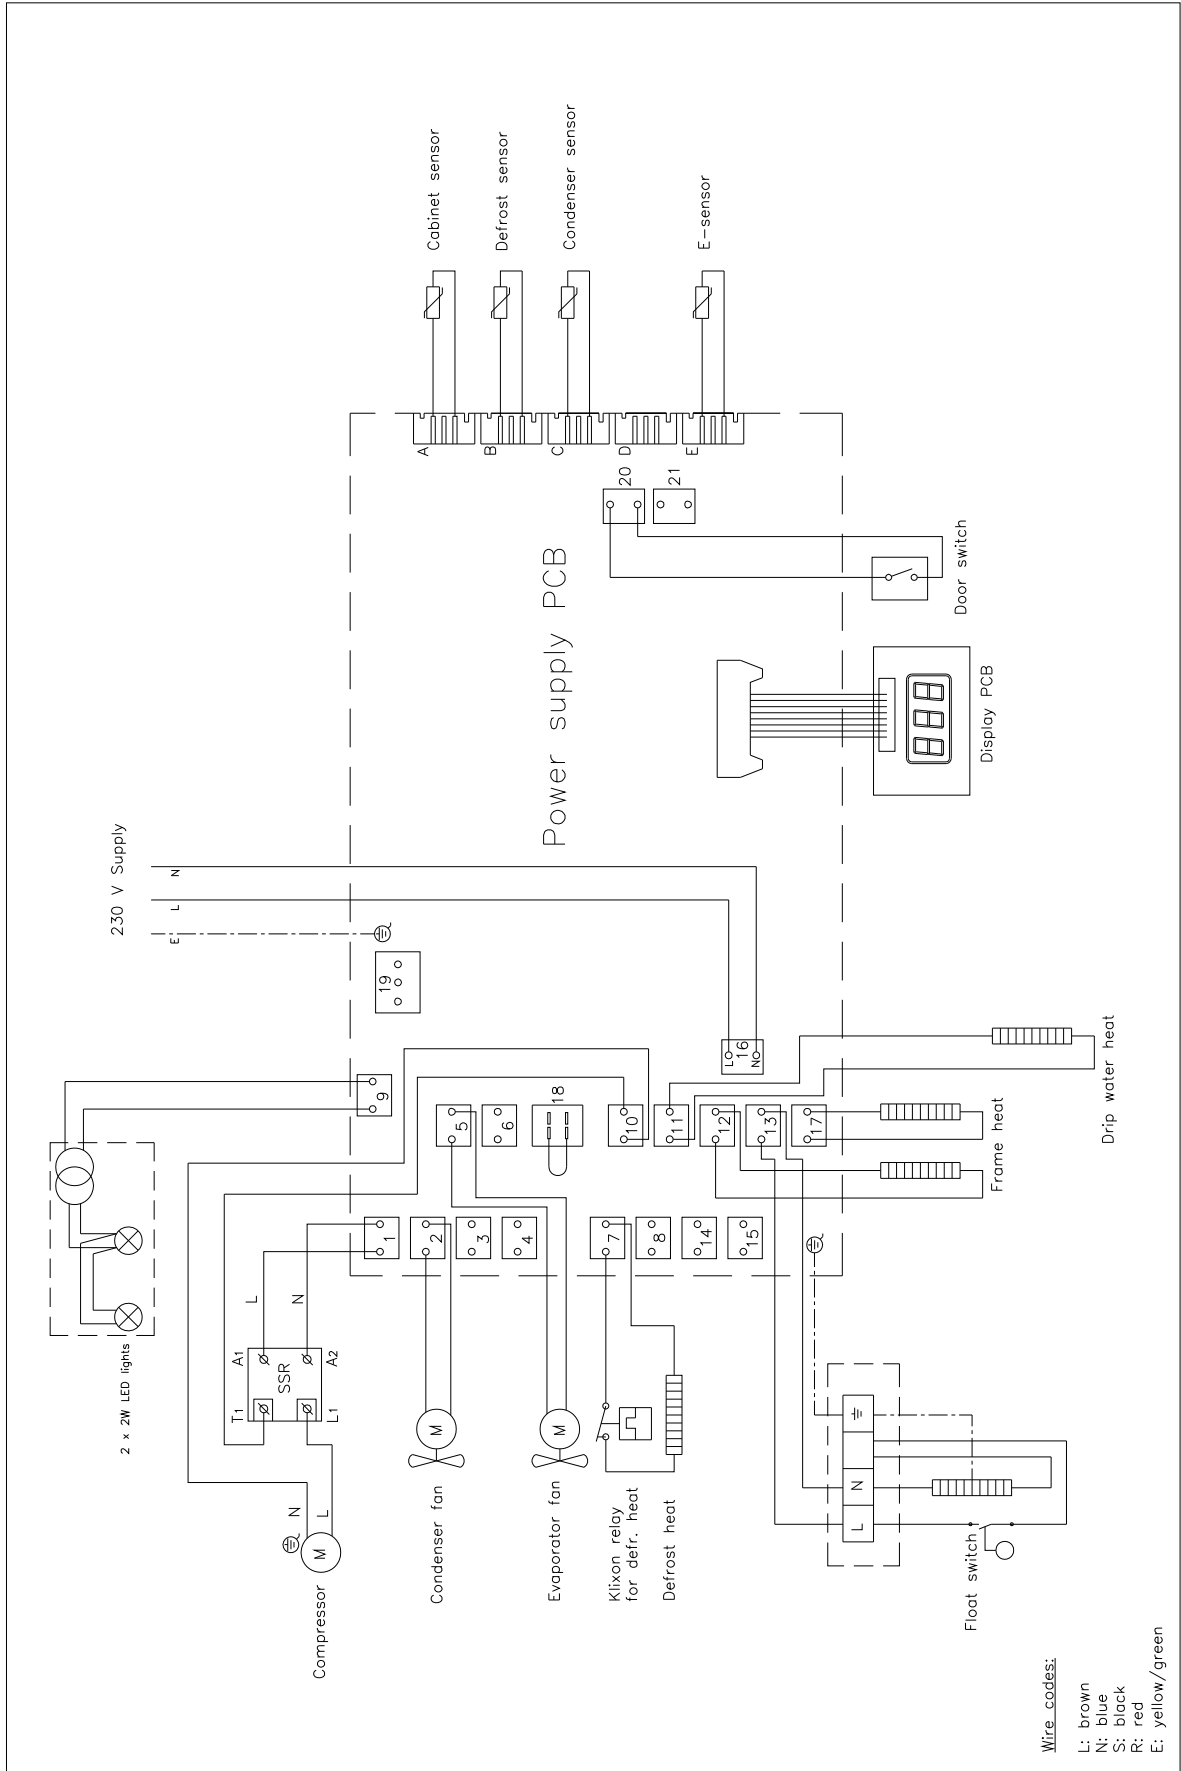 Cabinet sensor
Defrost sensor
Condenser sensor
E-sensor
A
B
C
D
E
20
21
Door switch
Power supply PCB
Display PCB
230 V Supply
E
L
N
19
9
5
6
18
10
11
12
13
17
L
16
N
Drip water heat
Frame heat
1
2
3
4
7
8
14
15
2 x 2W LED lights
L
N
A1
A2
SSR
T1
L1
N
L
M
Compressor
M
Condenser fan
M
Evaporator fan
Klixon relay
for defr. heat
Defrost heat
L
N
Float switch
Wire codes:
L: brown
N: blue
S: black
R: red
E: yellow/green